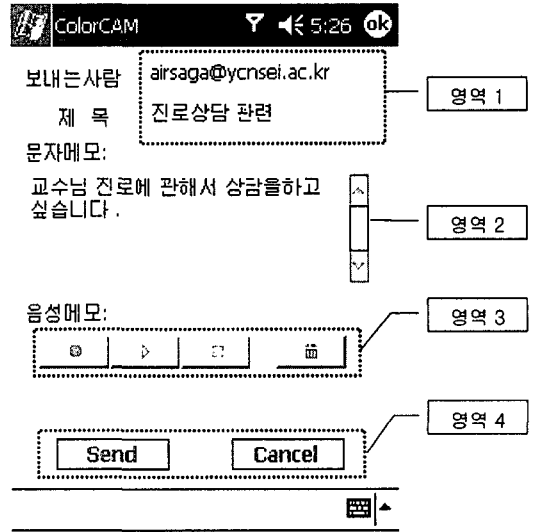 ColorCAM 5:26 ok
보내는사람 airsaga@ycnsei.ac.kr
제 목 진로상담 관련
영역 1
문자메모:
교수님 진로에 관해서 상담을하고
싶습니다 .
영역 2
음성메모:
영역 3
영역 4
Send Cancel